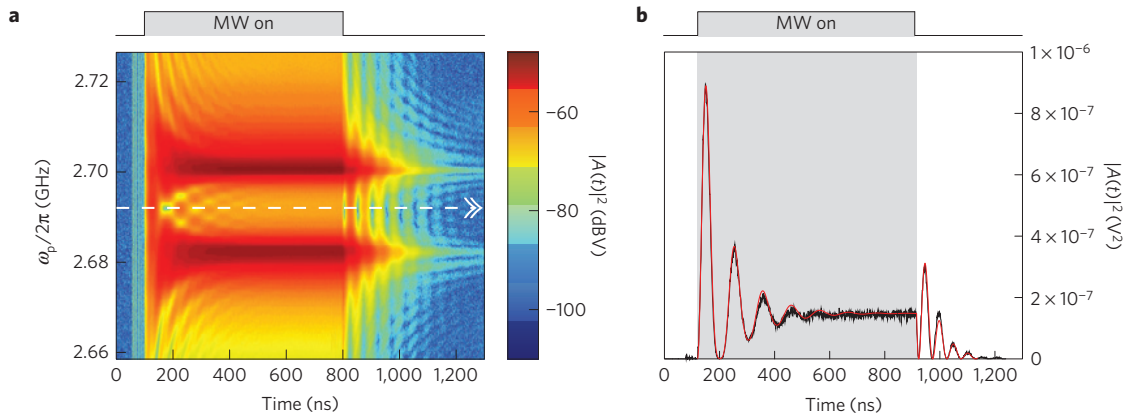 a
MW on
2.72
2.70
2.68
2.66
ωp/2π (GHz)
0
200
400
600
800
1,000
1,200
Time (ns)
−60
−80
−100
|A(t)|² (dBV)
b
MW on
1 × 10⁻⁶
8 × 10⁻⁷
6 × 10⁻⁷
4 × 10⁻⁷
2 × 10⁻⁷
0
|A(t)|² (V²)
0
200
400
600
800
1,000
1,200
Time (ns)